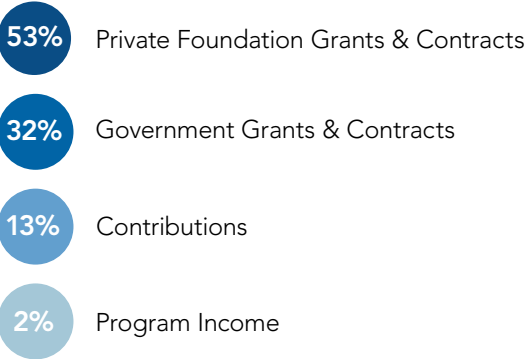 53% Private Foundation Grants & Contracts
32% Government Grants & Contracts
13% Contributions
2% Program Income